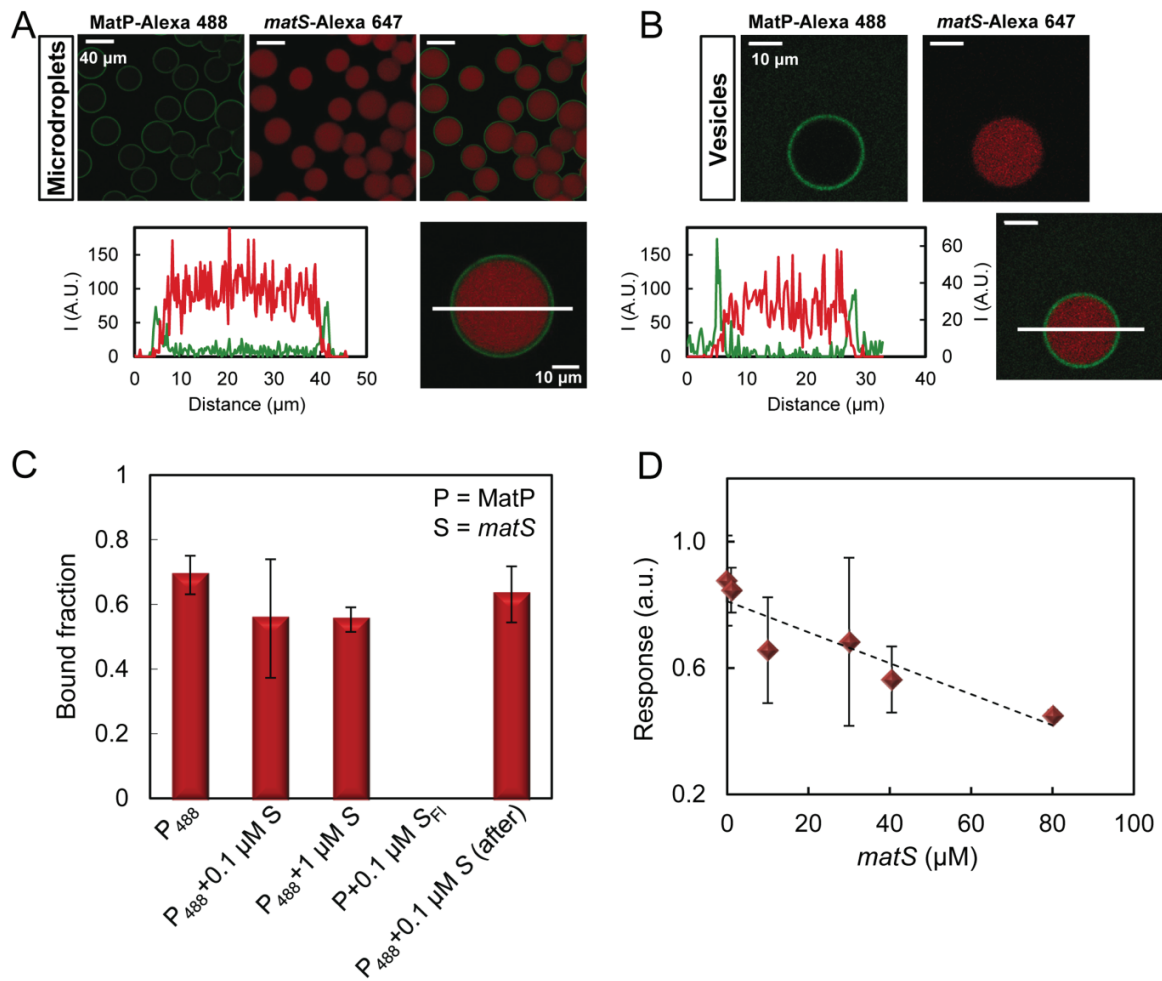 A
MatP-Alexa 488
matS-Alexa 647
Microdroplets
40 µm
I (A.U.)
150
100
50
0
0 10 20 30 40 50
Distance (µm)
10 µm
B
MatP-Alexa 488
matS-Alexa 647
Vesicles
10 µm
I (A.U.)
150
100
50
0
60
40
20
0
I (A.U.)
0 10 20 30 40
Distance (µm)
C
Bound fraction
1
0.8
0.6
0.4
0.2
0
P = MatP
S = matS
P488
P488+0.1 µM S
P488+1 µM S
P+0.1 µM SFl
P488+0.1 µM S (after)
D
Response (a.u.)
1.0
0.6
0.2
0 20 40 60 80 100
matS (µM)